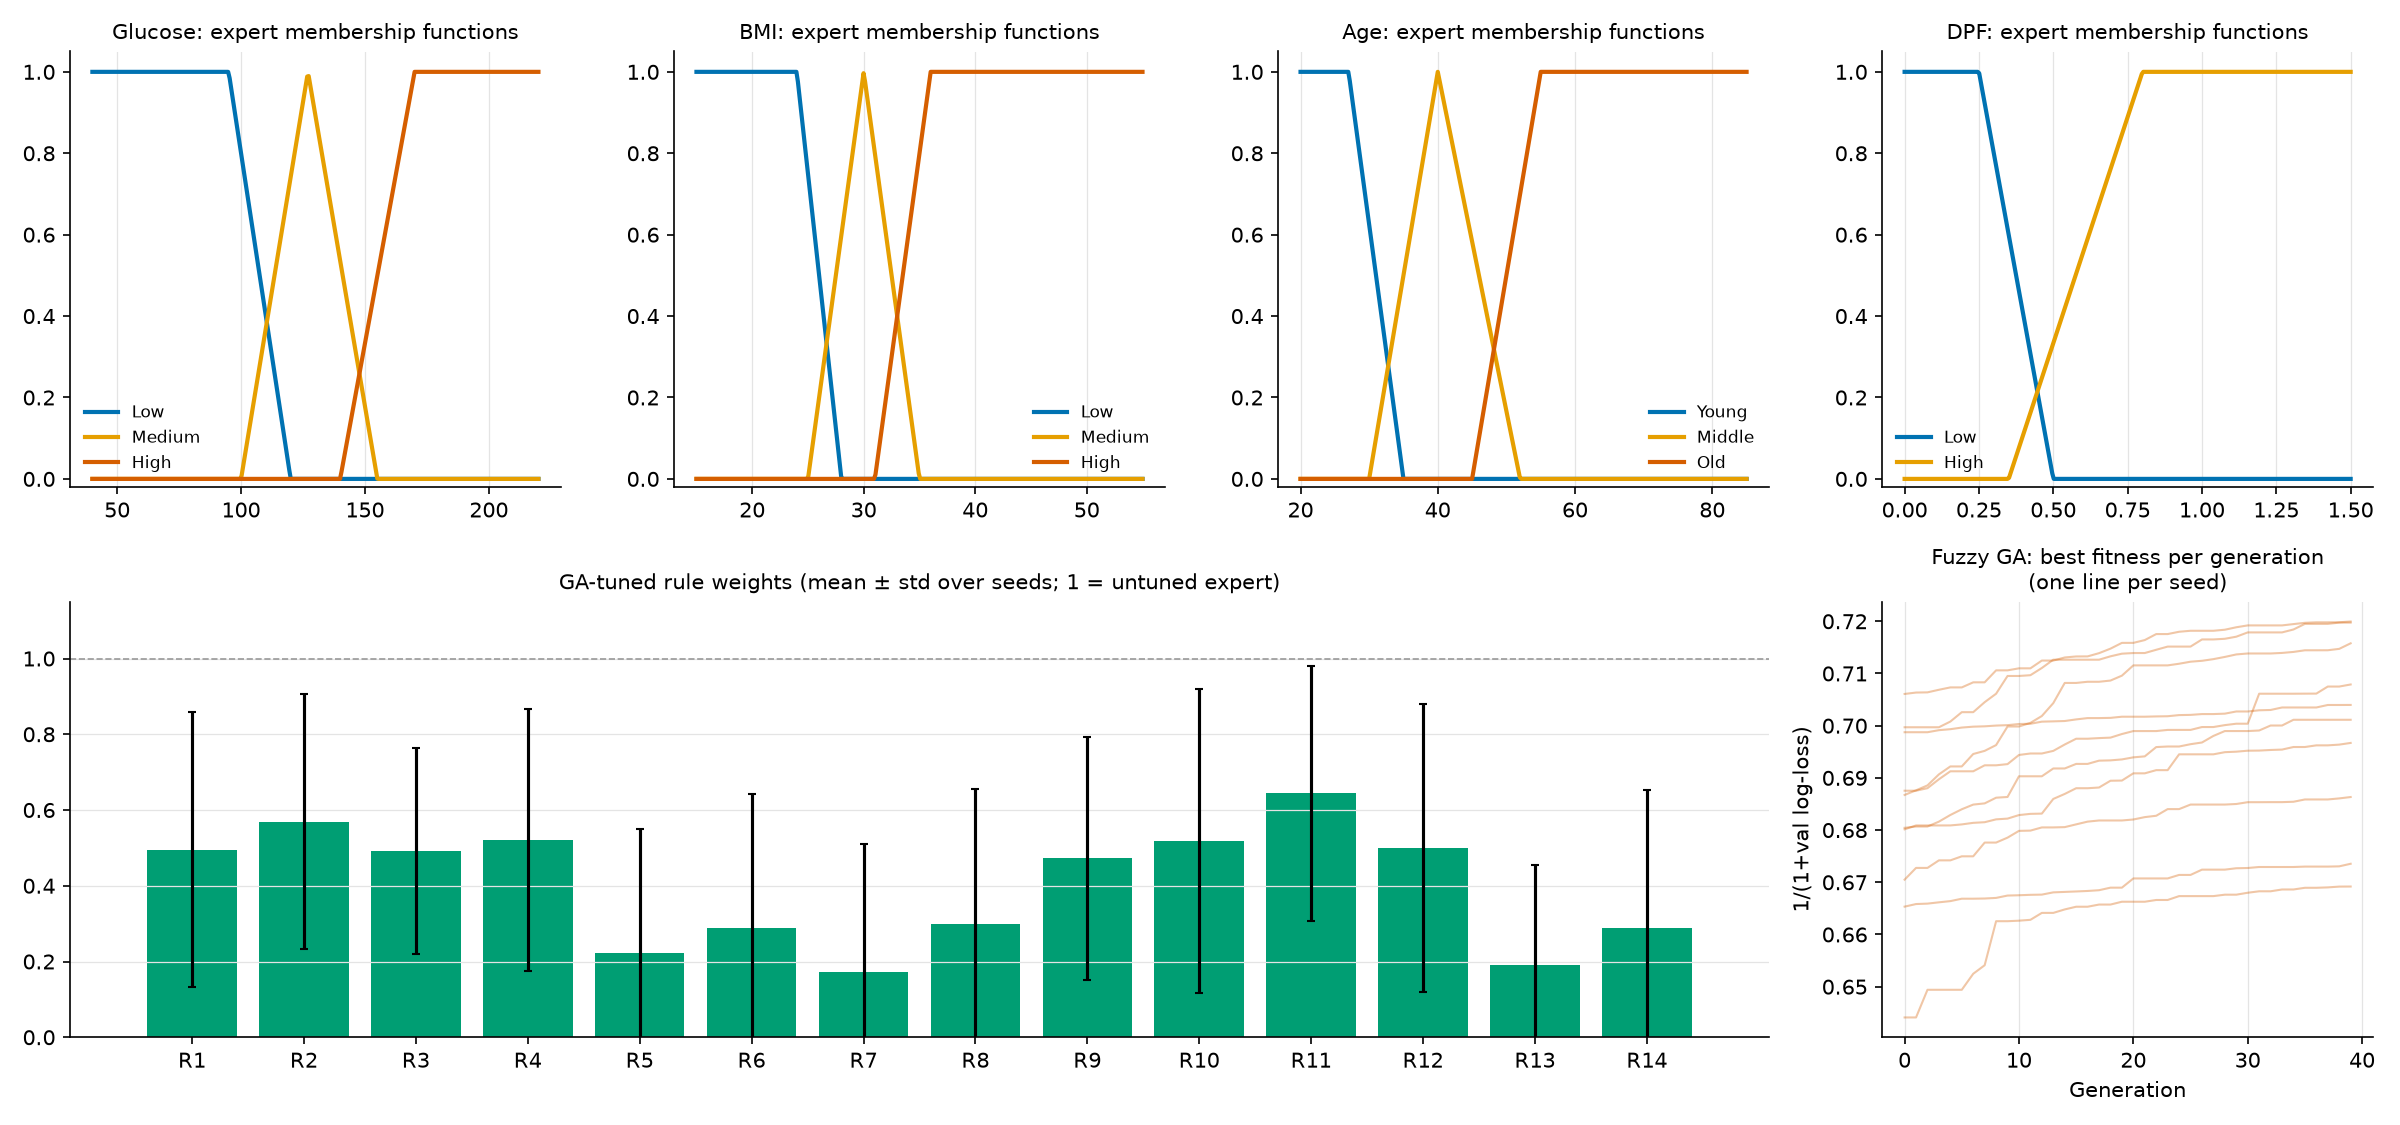 Glucose: expert membership functions
1.0
0.8
0.6
0.4
0.2
0.0
Low
Medium
High
50 100 150 200
BMI: expert membership functions
1.0
0.8
0.6
0.4
0.2
0.0
Low
Medium
High
20 30 40 50
Age: expert membership functions
1.0
0.8
0.6
0.4
0.2
0.0
Young
Middle
Old
20 40 60 80
DPF: expert membership functions
1.0
0.8
0.6
0.4
0.2
0.0
Low
High
0.00 0.25 0.50 0.75 1.00 1.25 1.50
GA-tuned rule weights (mean ± std over seeds; 1 = untuned expert)
1.0
0.8
0.6
0.4
0.2
0.0
R1 R2 R3 R4 R5 R6 R7 R8 R9 R10 R11 R12 R13 R14
Fuzzy GA: best fitness per generation
(one line per seed)
1/(1+val log-loss)
0.72
0.71
0.70
0.69
0.68
0.67
0.66
0.65
0 10 20 30 40
Generation